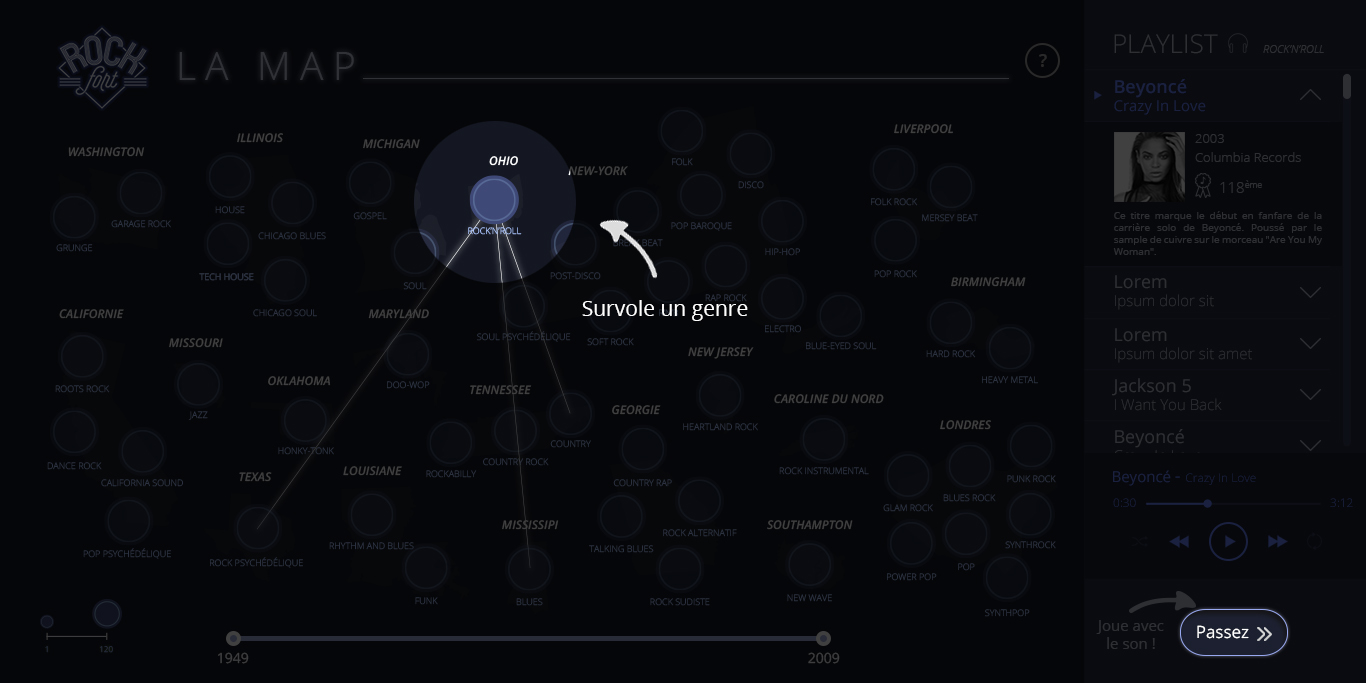 ROCK
fort
LA MAP
?
PLAYLIST
ROCK'N'ROLL
Beyoncé
Crazy In Love
2003
Columbia Records
118ème
Ce titre marque le début en fanfare de la
carrière solo de Beyoncé. Poussé par le
sample de cuivre sur le morceau "Are You My
Woman".
Lorem
Ipsum dolor sit
Lorem
Ipsum dolor sit amet
Jackson 5
I Want You Back
Beyoncé
Beyoncé - Crazy In Love
0:30
3:12
Joue avec
le son !
Passez
WASHINGTON
GRUNGE
GARAGE ROCK
ILLINOIS
HOUSE
CHICAGO BLUES
TECH HOUSE
CHICAGO SOUL
MICHIGAN
GOSPEL
SOUL
OHIO
ROCK'N'ROLL
NEW-YORK
FOLK
DISCO
POP BAROQUE
HIP-HOP
POST-DISCO
RAP ROCK
ELECTRO
SOUL PSYCHÉDÉLIQUE
SOFT ROCK
BLUE-EYED SOUL
Survole un genre
LIVERPOOL
FOLK ROCK
MERSEY BEAT
POP ROCK
BIRMINGHAM
HARD ROCK
HEAVY METAL
CALIFORNIE
ROOTS ROCK
DANCE ROCK
CALIFORNIA SOUND
POP PSYCHÉDÉLIQUE
MISSOURI
JAZZ
MARYLAND
DOO-WOP
OKLAHOMA
HONKY-TONK
TENNESSEE
ROCKABILLY
COUNTRY ROCK
COUNTRY
NEW JERSEY
HEARTLAND ROCK
GEORGIE
COUNTRY RAP
TALKING BLUES
ROCK ALTERNATIF
ROCK SUDISTE
CAROLINE DU NORD
ROCK INSTRUMENTAL
LONDRES
GLAM ROCK
BLUES ROCK
PUNK ROCK
POWER POP
POP
SYNTHROCK
SYNTHPOP
TEXAS
ROCK PSYCHÉDÉLIQUE
LOUISIANE
RHYTHM AND BLUES
FUNK
MISSISSIPI
BLUES
SOUTHAMPTON
NEW WAVE
1
120
1949
2009